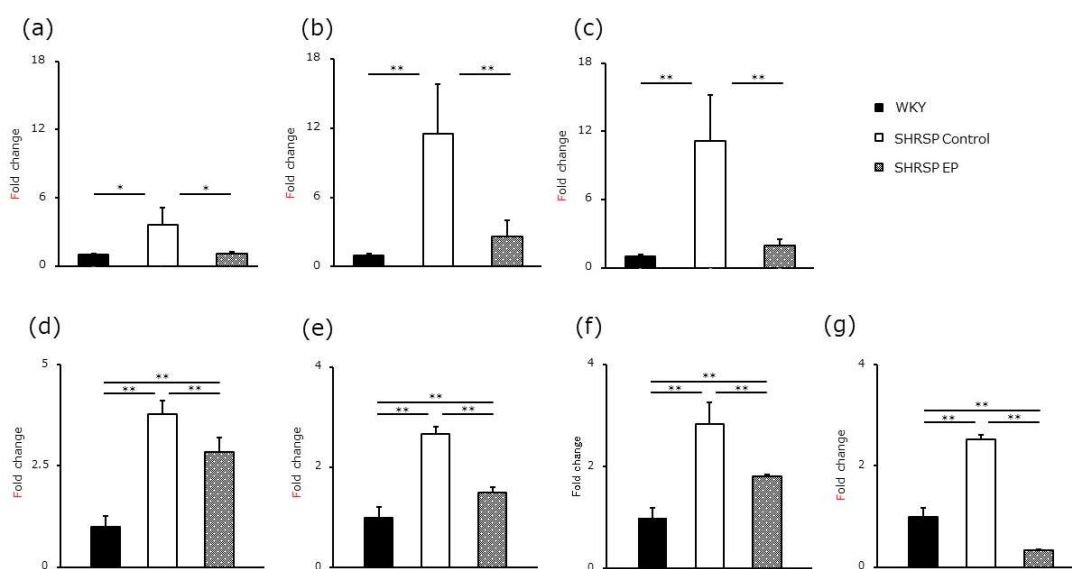 (a)
18
12
6
0
Fold change
*
*
(b)
18
12
6
0
Fold change
**
**
(c)
18
12
6
0
Fold change
**
**
WKY
SHRSP Control
SHRSP EP
(d)
5
2.5
0
Fold change
**
**
**
(e)
4
2
0
Fold change
**
**
**
(f)
4
2
0
Fold change
**
**
**
(g)
4
2
0
Fold change
**
**
**